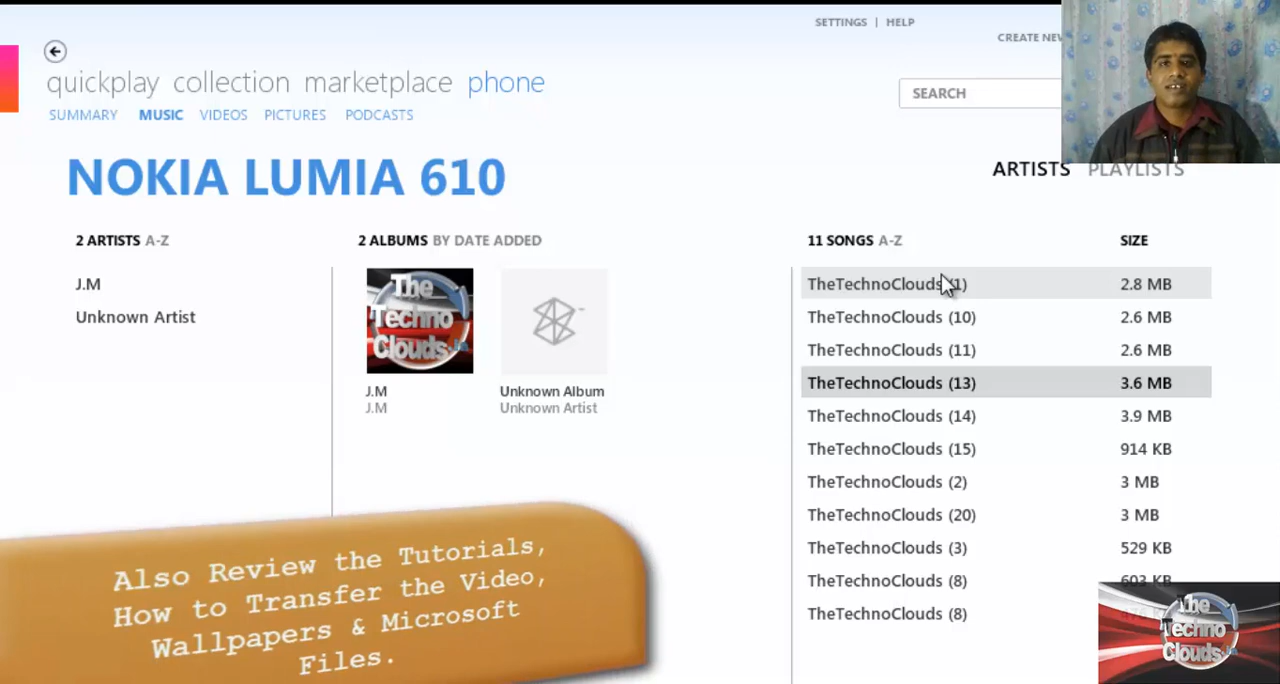 SETTINGS | HELP
CREATE NEW
quickplay collection marketplace phone
SEARCH
SUMMARY MUSIC VIDEOS PICTURES PODCASTS
NOKIA LUMIA 610
ARTISTS PLAYLISTS
2 ARTISTS A-Z
2 ALBUMS BY DATE ADDED
11 SONGS A-Z SIZE
J.M
Unknown Artist
The
Techno
Clouds.in
J.M
J.M
Unknown Album
Unknown Artist
TheTechnoClouds (1) 2.8 MB
TheTechnoClouds (10) 2.6 MB
TheTechnoClouds (11) 2.6 MB
TheTechnoClouds (13) 3.6 MB
TheTechnoClouds (14) 3.9 MB
TheTechnoClouds (15) 914 KB
TheTechnoClouds (2) 3 MB
TheTechnoClouds (20) 3 MB
TheTechnoClouds (3) 529 KB
TheTechnoClouds (8) 603 KB
TheTechnoClouds (8)
Also Review the Tutorials,
How to Transfer the Video,
Wallpapers & Microsoft
Files.
The
Techno
Clouds.in